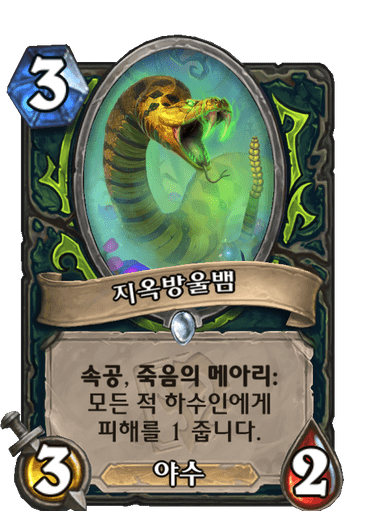 3
지옥방울뱀
속공, 죽음의 메아리:
모든 적 하수인에게
피해를 1 줍니다.
3
야수
2